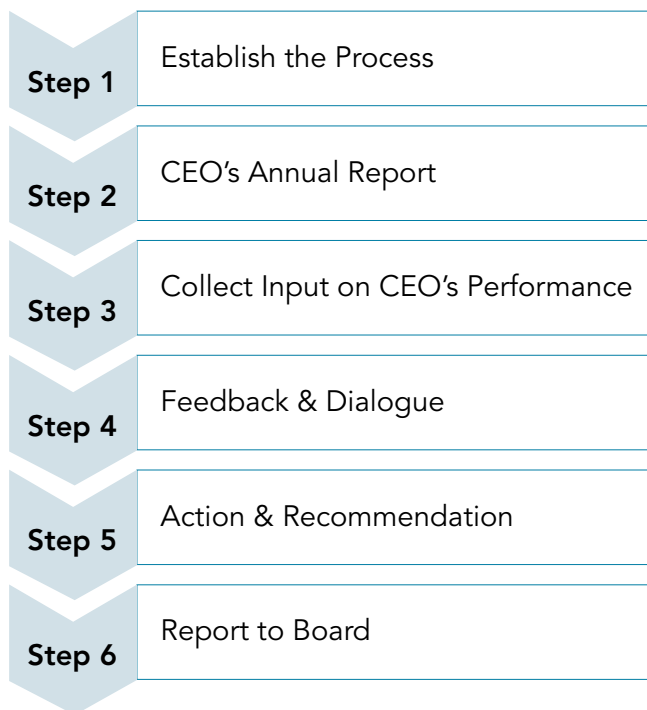 Step 1
Establish the Process
Step 2
CEO’s Annual Report
Step 3
Collect Input on CEO’s Performance
Step 4
Feedback & Dialogue
Step 5
Action & Recommendation
Step 6
Report to Board